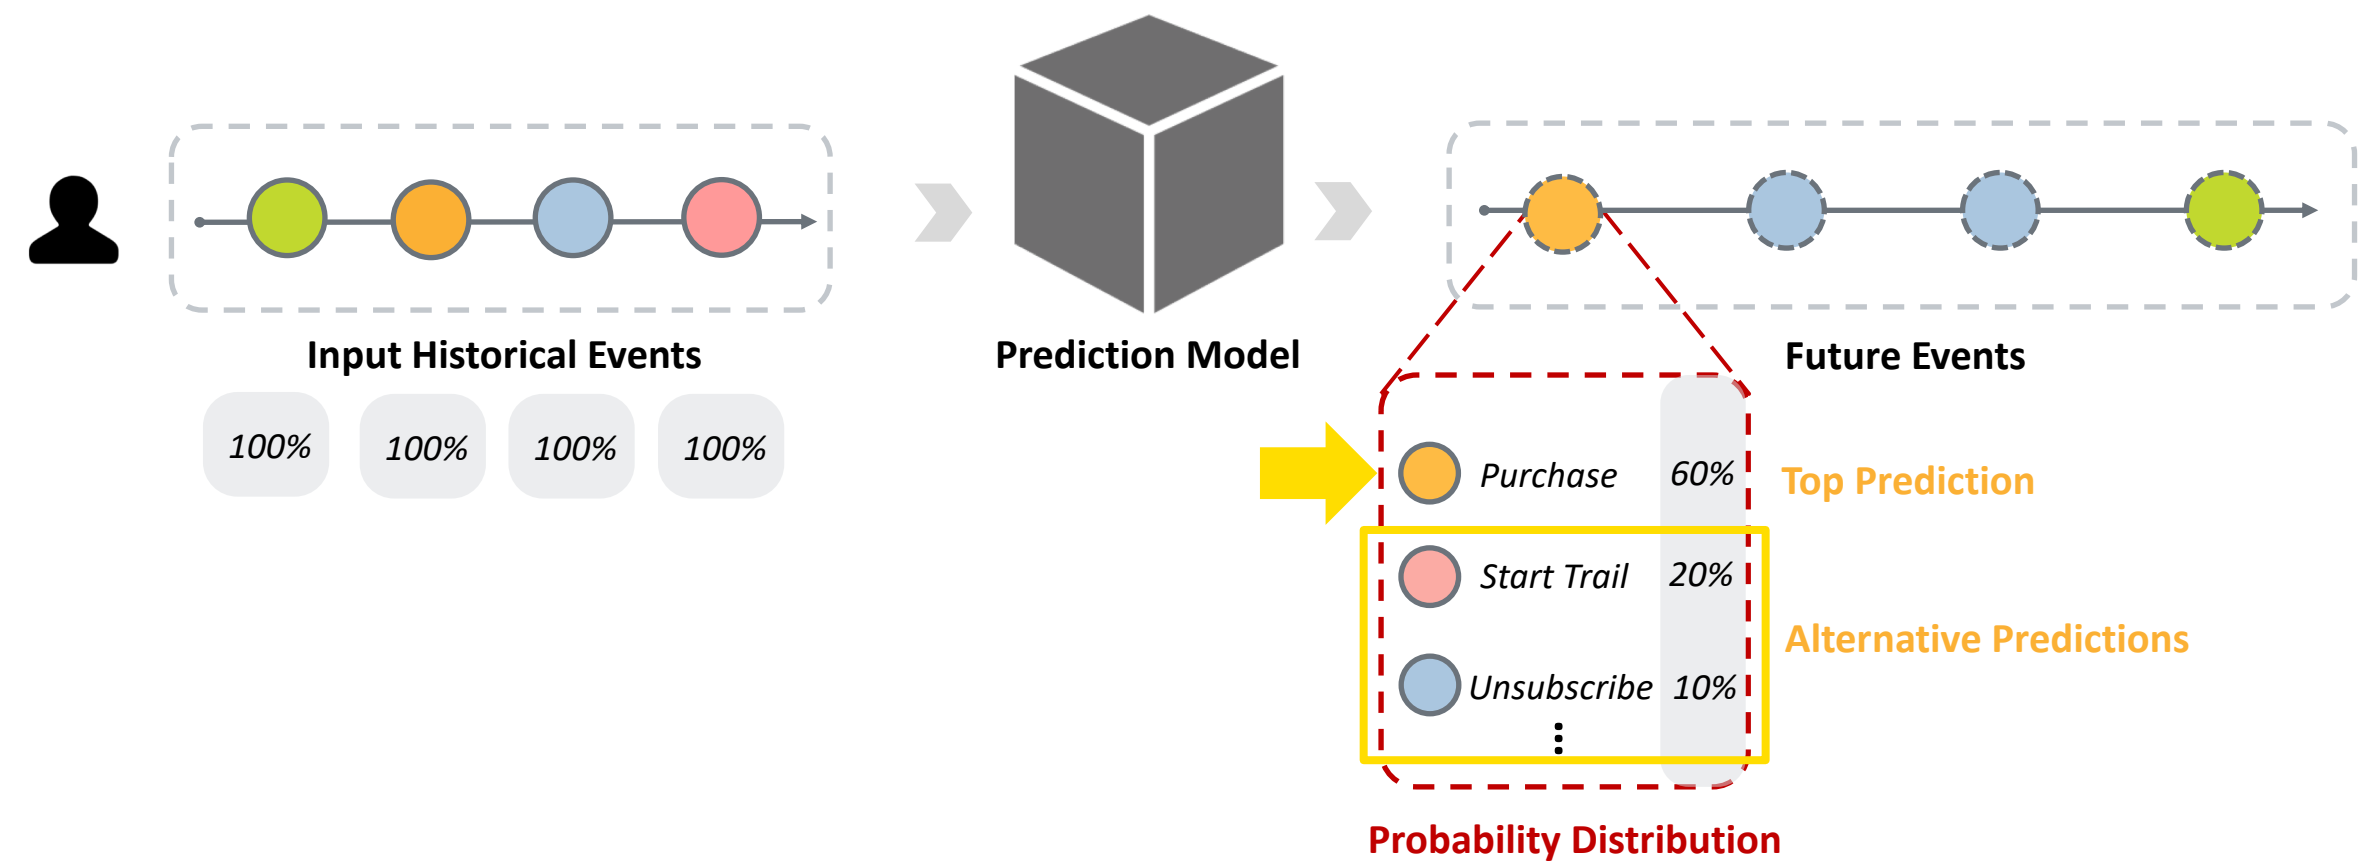 Input Historical Events
100% 100% 100% 100%
Prediction Model
Future Events
Purchase 60%
Top Prediction
Start Trail 20%
Alternative Predictions
Unsubscribe 10%
Probability Distribution